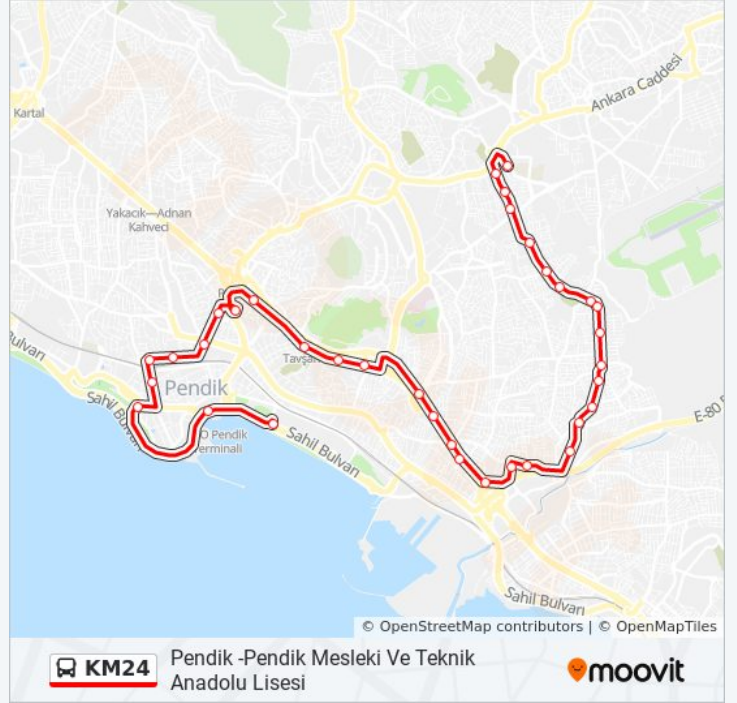 Ankara Caddesi
Kartal
Yakacık—Adnan
Kahveci
Bulvarı
Pendik
Sahil Bulvarı
O Pendik
Terminali
Sahil Bulvarı
E-80
Sahil Bulvarı
© OpenStreetMap contributors | © OpenMapTiles
KM24
Pendik -Pendik Mesleki Ve Teknik
Anadolu Lisesi
moovit